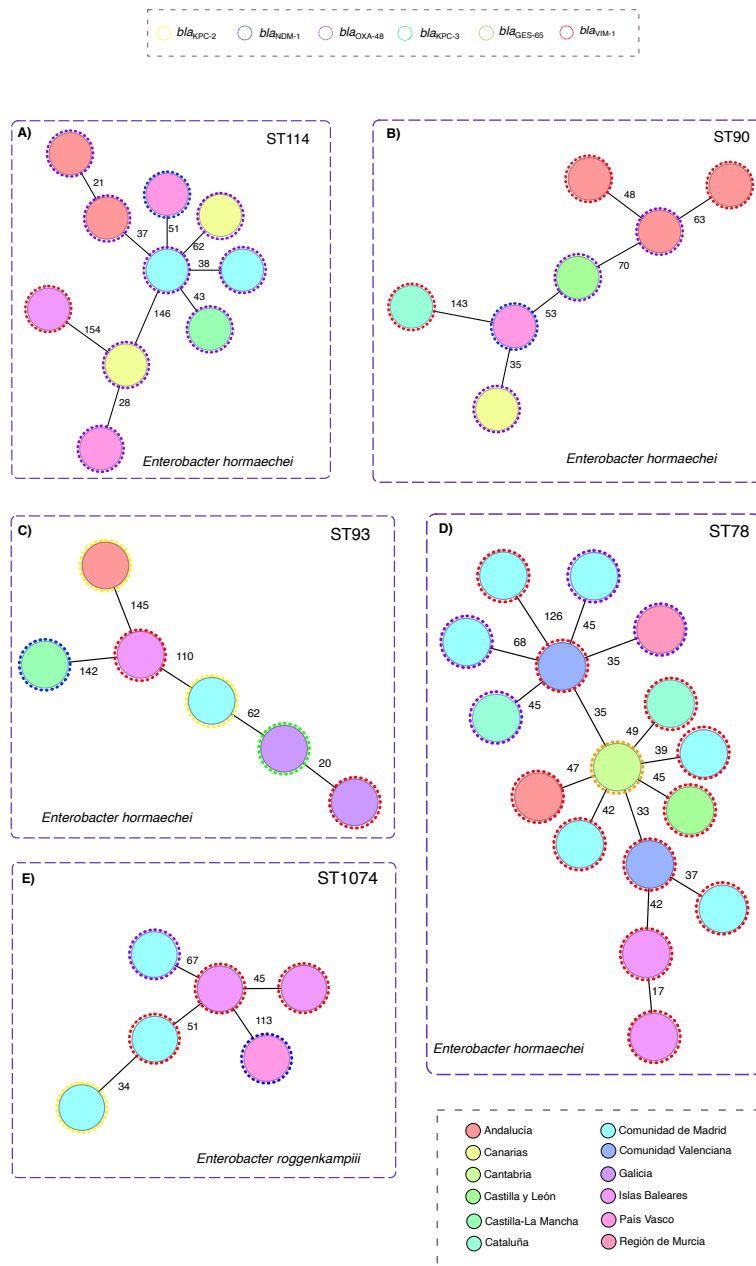 blaKPC-2 blaNDM-1 blaOXA-48 blaKPC-3 blaGES-65 blaVIM-1
A) ST114
21
37
51
62
38
43
146
154
28
Enterobacter hormaechei
B) ST90
48
63
70
53
143
35
Enterobacter hormaechei
C) ST93
145
142
110
62
20
Enterobacter hormaechei
D) ST78
126
45
68
35
45
35
49
39
47
45
42
33
37
42
17
Enterobacter hormaechei
E) ST1074
67
45
51
113
34
Enterobacter roggenkampiii
Andalucía
Canarias
Cantabria
Castilla y León
Castilla-La Mancha
Cataluña
Comunidad de Madrid
Comunidad Valenciana
Galicia
Islas Baleares
País Vasco
Región de Murcia